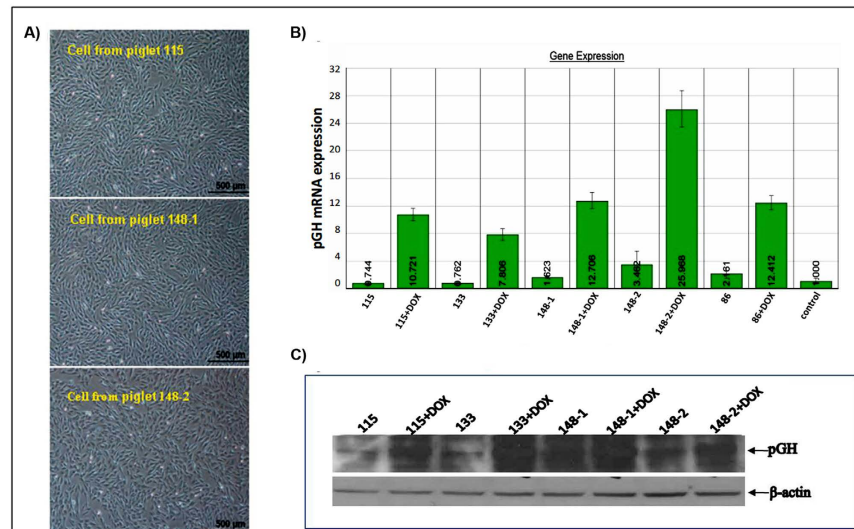 A)
Cell from piglet 115
500 µm
Cell from piglet 148-1
500 µm
Cell from piglet 148-2
500 µm
B)
Gene Expression
pGH mRNA expression
32
28
24
20
16
12
8
4
0
0.744
10.721
0.762
7.806
1.623
12.706
3.462
25.968
2.161
12.412
1.000
115
115+DOX
133
133+DOX
148-1
148-1+DOX
148-2
148-2+DOX
86
86+DOX
control
C)
115
115+DOX
133
133+DOX
148-1
148-1+DOX
148-2
148-2+DOX
pGH
β-actin